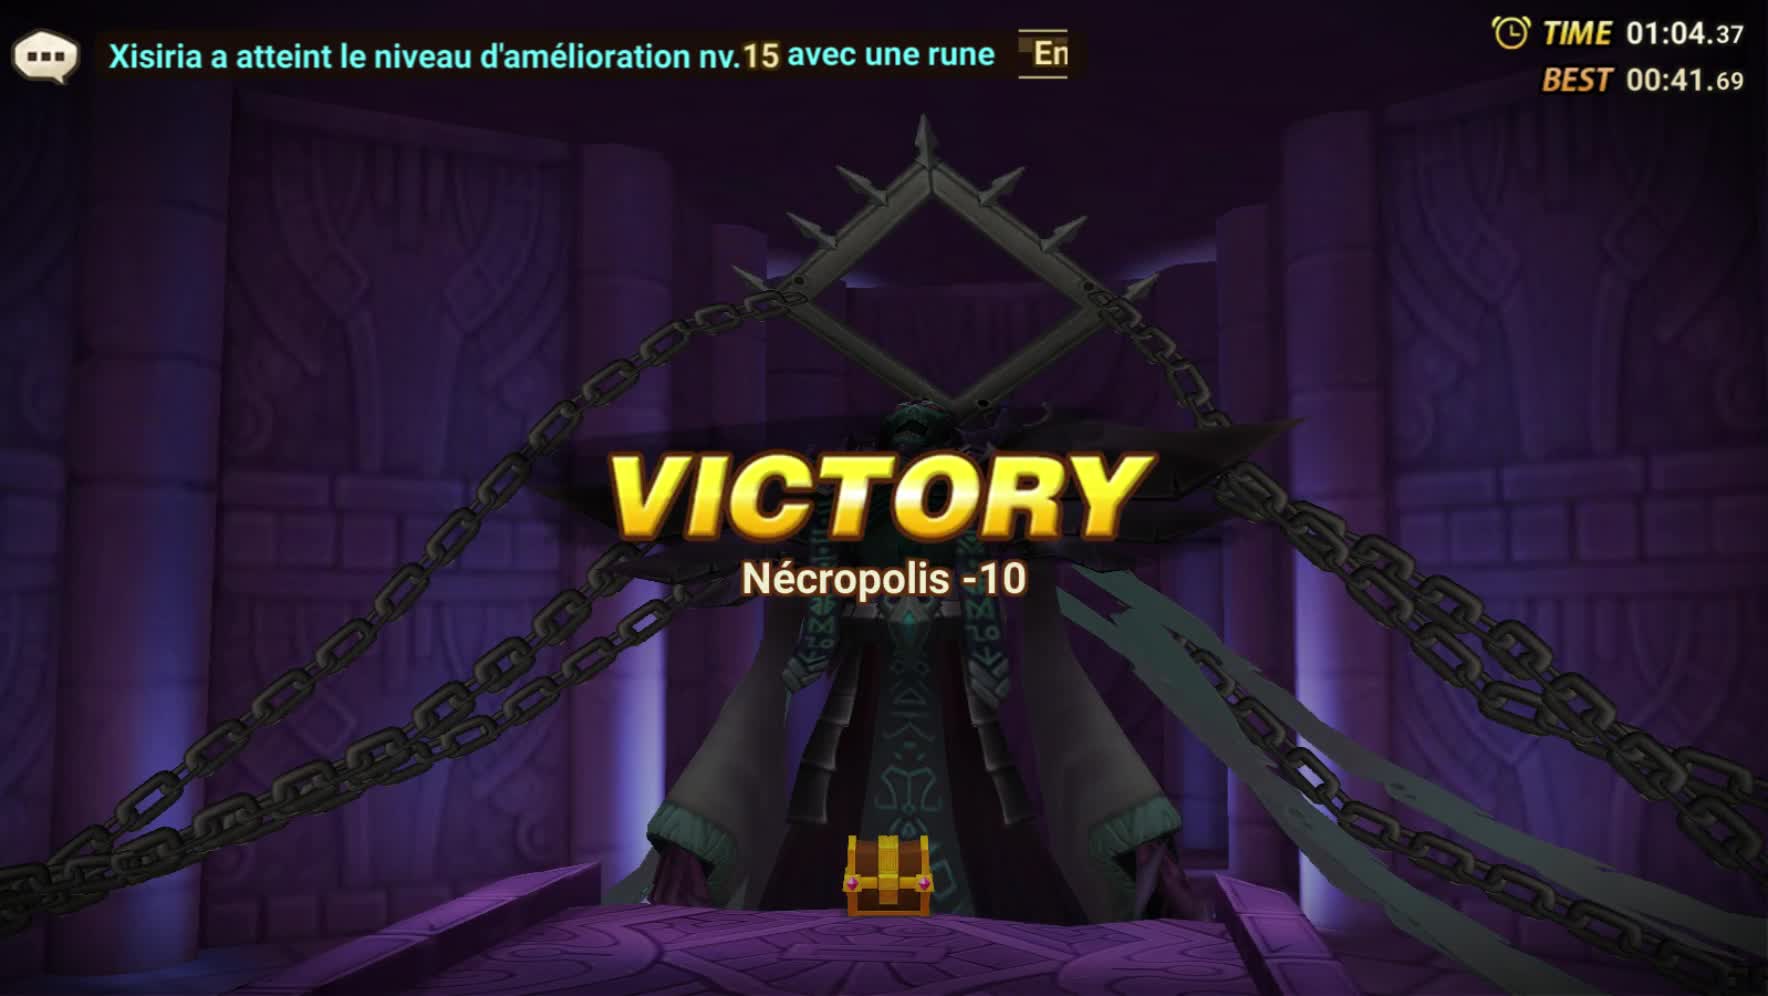 Xisiria a atteint le niveau d'amélioration nv.15 avec une rune En
TIME 01:04.37
BEST 00:41.69
VICTORY
Nécropolis -10